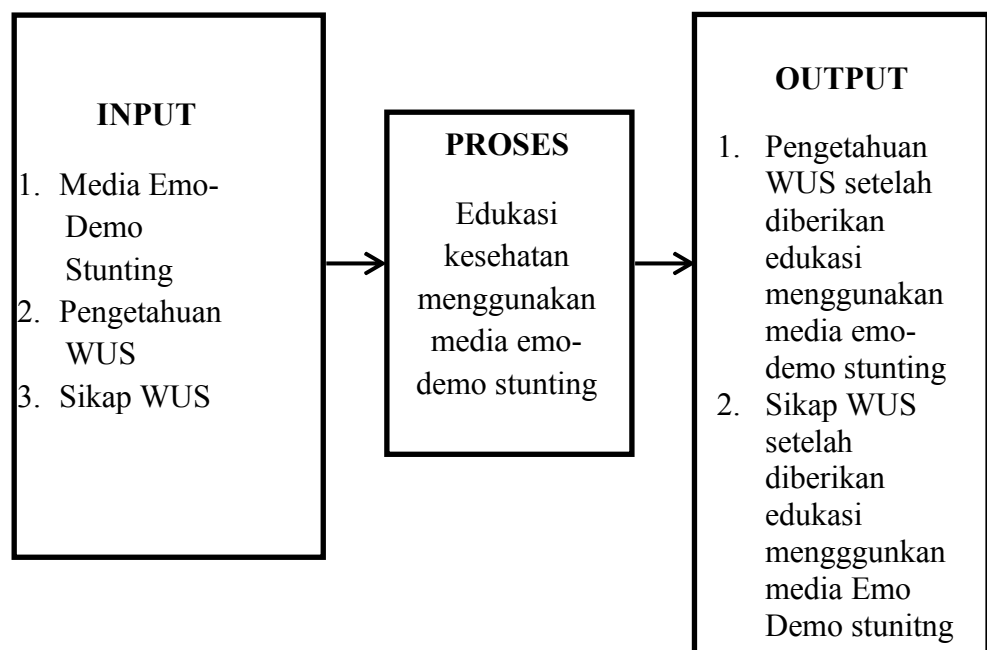 INPUT
1. Media Emo-
Demo
Stunting
2. Pengetahuan
WUS
3. Sikap WUS
PROSES
Edukasi
kesehatan
menggunakan
media emo-
demo stunting
OUTPUT
1. Pengetahuan
WUS setelah
diberikan
edukasi
menggunakan
media emo-
demo stunting
2. Sikap WUS
setelah
diberikan
edukasi
mengggunkan
media Emo
Demo stunitng